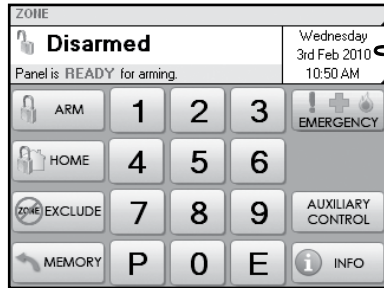 ZONE
Disarmed
Panel is READY for arming.
Wednesday
3rd Feb 2010
10:50 AM
ARM 1 2 3 EMERGENCY
HOME 4 5 6
ZONE EXCLUDE 7 8 9 AUXILIARY CONTROL
MEMORY P 0 E i INFO